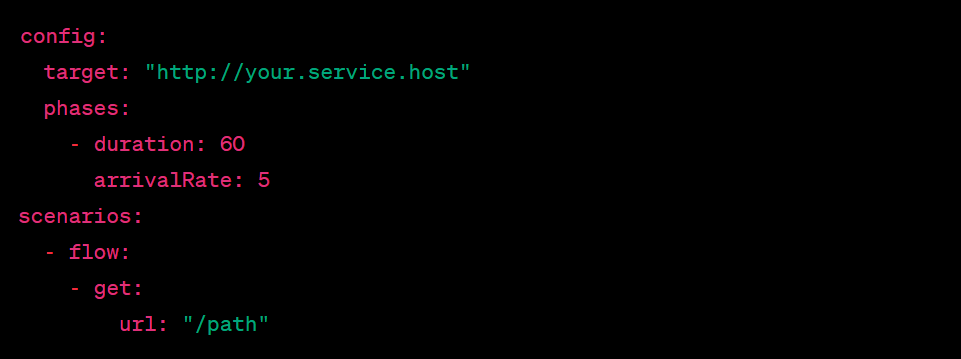 config:
  target: "http://your.service.host"
  phases:
    - duration: 60
      arrivalRate: 5
scenarios:
  - flow:
    - get:
        url: "/path"